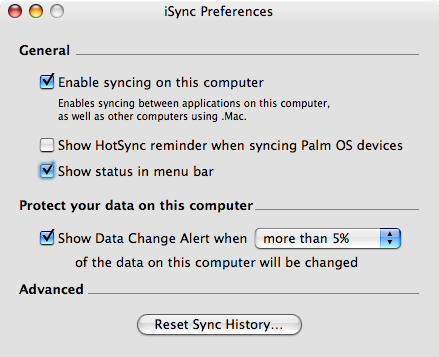 iSync Preferences
General
Enable syncing on this computer
Enables syncing between applications on this computer,
as well as other computers using .Mac.
Show HotSync reminder when syncing Palm OS devices
Show status in menu bar
Protect your data on this computer
Show Data Change Alert when more than 5%
of the data on this computer will be changed
Advanced
Reset Sync History...